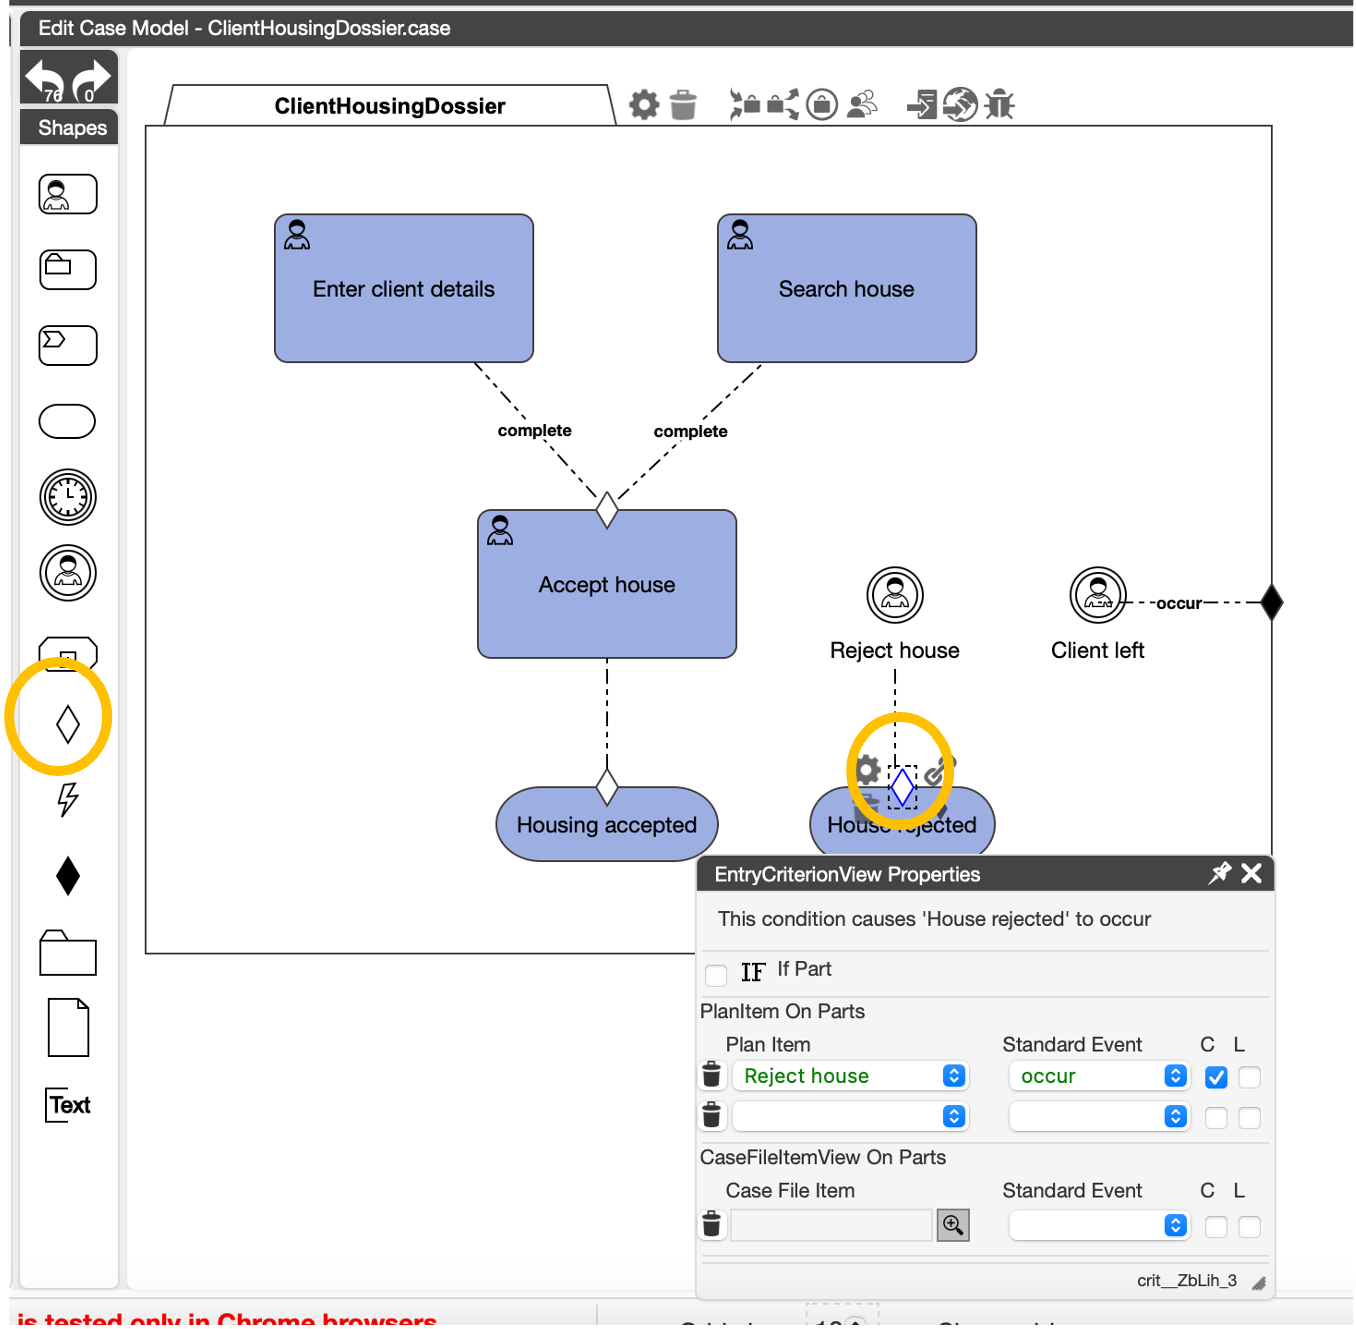 Edit Case Model - ClientHousingDossier.case
76 0
Shapes
ClientHousingDossier
Enter client details
Search house
complete
complete
Accept house
occur
Reject house
Client left
Housing accepted
House rejected
Text
EntryCriterionView Properties
This condition causes 'House rejected' to occur
IF If Part
PlanItem On Parts
Plan Item Standard Event C L
Reject house occur
CaseFileItemView On Parts
Case File Item Standard Event C L
crit__ZbLih_3
is tested only in Chrome browsers